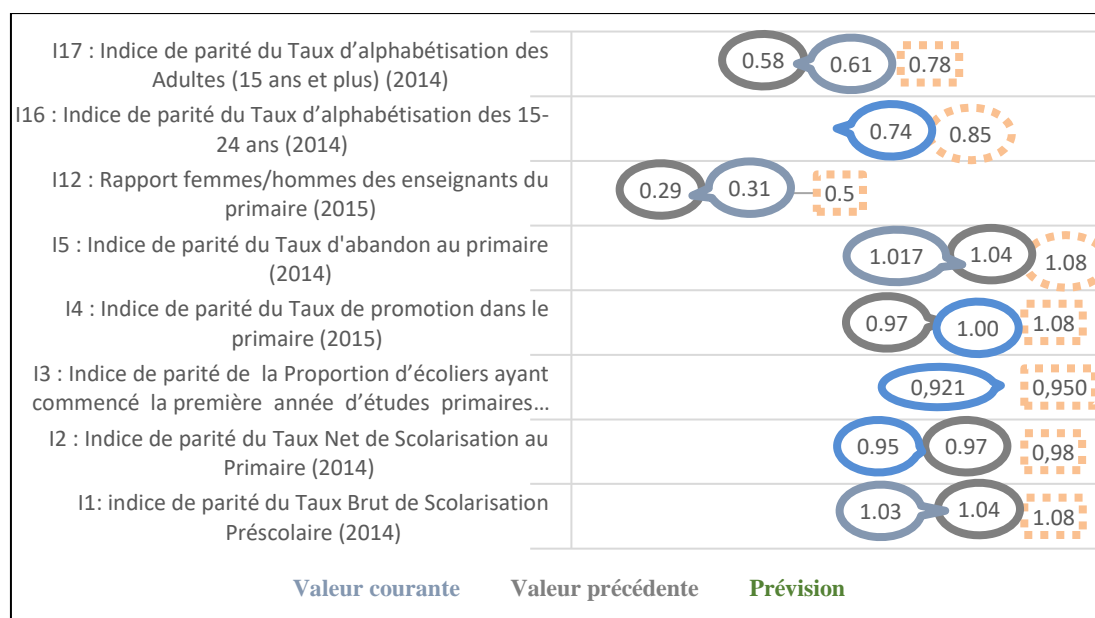 I17 : Indice de parité du Taux d’alphabétisation des
Adultes (15 ans et plus) (2014)
0.58 0.61 0.78
I16 : Indice de parité du Taux d’alphabétisation des 15-
24 ans (2014)
0.74 0.85
I12 : Rapport femmes/hommes des enseignants du
primaire (2015)
0.29 0.31 0.5
I5 : Indice de parité du Taux d'abandon au primaire
(2014)
1.017 1.04 1.08
I4 : Indice de parité du Taux de promotion dans le
primaire (2015)
0.97 1.00 1.08
I3 : Indice de parité de la Proportion d’écoliers ayant
commencé la première année d’études primaires…
0,921 0,950
I2 : Indice de parité du Taux Net de Scolarisation au
Primaire (2014)
0.95 0.97 0,98
I1: indice de parité du Taux Brut de Scolarisation
Préscolaire (2014)
1.03 1.04 1.08
Valeur courante Valeur précédente Prévision